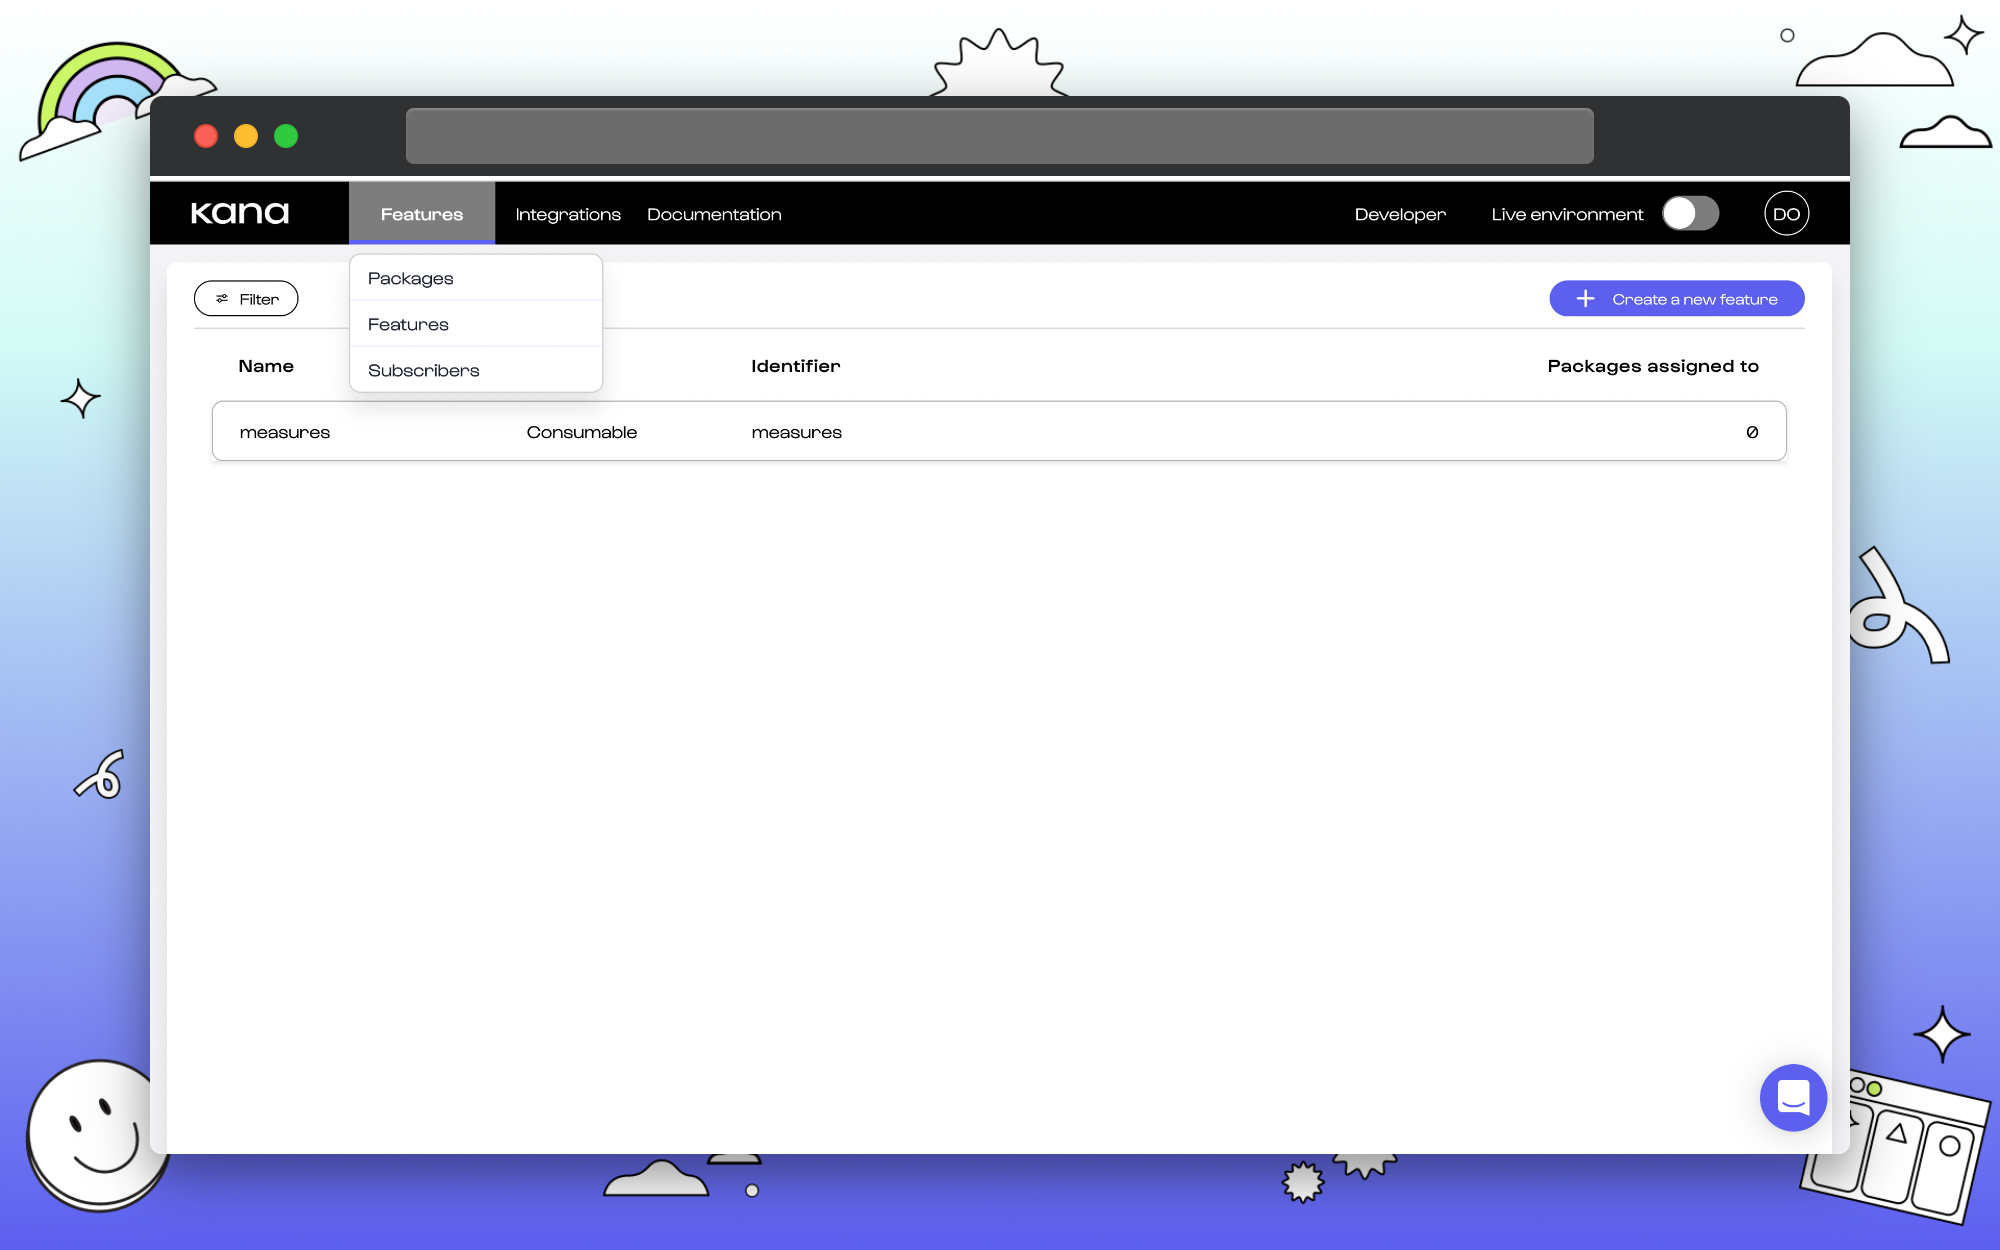 kana Features Integrations Documentation Developer Live environment DO
Packages
Filter Create a new feature
Features
Name Identifier Packages assigned to
Subscribers
measures Consumable measures 0